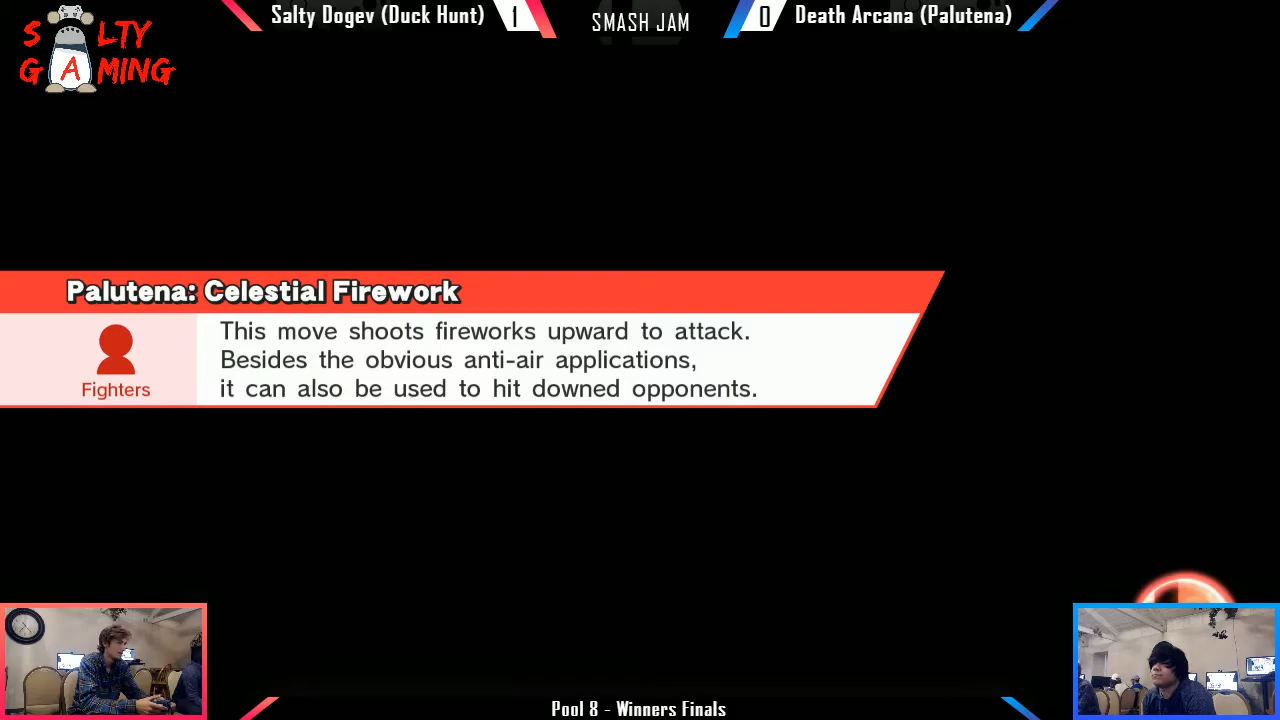 Salty Dogev (Duck Hunt) 1 SMASH JAM 0 Death Arcana (Palutena)
SALTY
GAMING
Palutena: Celestial Firework
This move shoots fireworks upward to attack.
Besides the obvious anti-air applications,
it can also be used to hit downed opponents.
Fighters
Pool 8 - Winners Finals